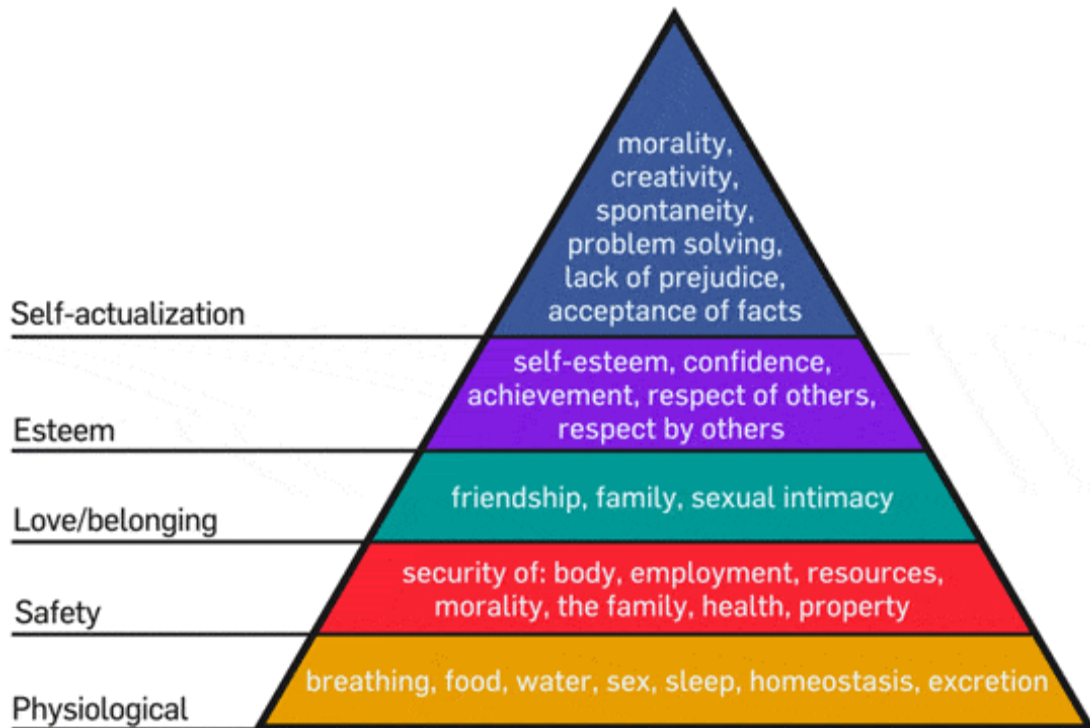 morality,
creativity,
spontaneity,
problem solving,
lack of prejudice,
acceptance of facts
Self-actualization
self-esteem, confidence,
achievement, respect of others,
respect by others
Esteem
friendship, family, sexual intimacy
Love/belonging
security of: body, employment, resources,
morality, the family, health, property
Safety
breathing, food, water, sex, sleep, homeostasis, excretion
Physiological